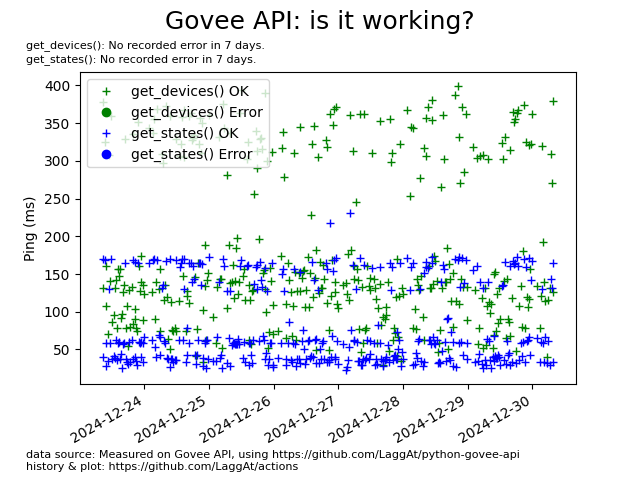 Govee API: is it working?
get_devices(): No recorded error in 7 days.
get_states(): No recorded error in 7 days.
get_devices() OK
get_devices() Error
get_states() OK
get_states() Error
Ping (ms)
400
350
300
250
200
150
100
50
2024-12-24
2024-12-25
2024-12-26
2024-12-27
2024-12-28
2024-12-29
2024-12-30
data source: Measured on Govee API, using https://github.com/LaggAt/python-govee-api
history & plot: https://github.com/LaggAt/actions